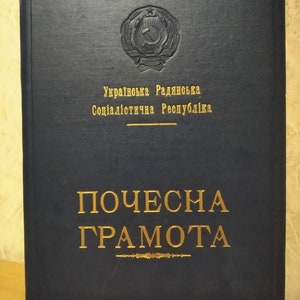 Українська Радянська
Соціалістична Республіка
ПОЧЕСНА
ГРАМОТА